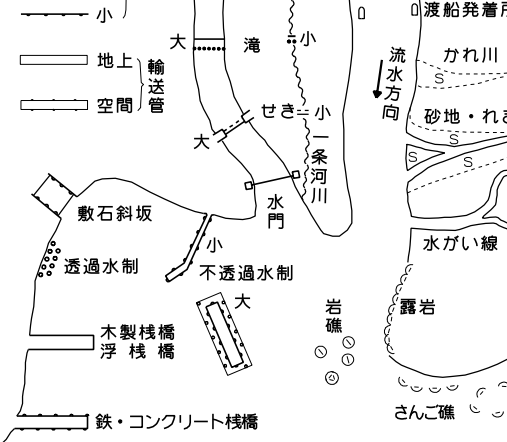 小
渡船発着所
大
滝
小
かれ川
地上
輸送管
流水方向
空間
せき
小
砂地・れき
大
一条河川
水門
敷石斜坂
小
水がい線
透過水制
不透過水制
大
岩礁
露岩
木製桟橋
浮桟橋
さんご礁
鉄・コンクリート桟橋